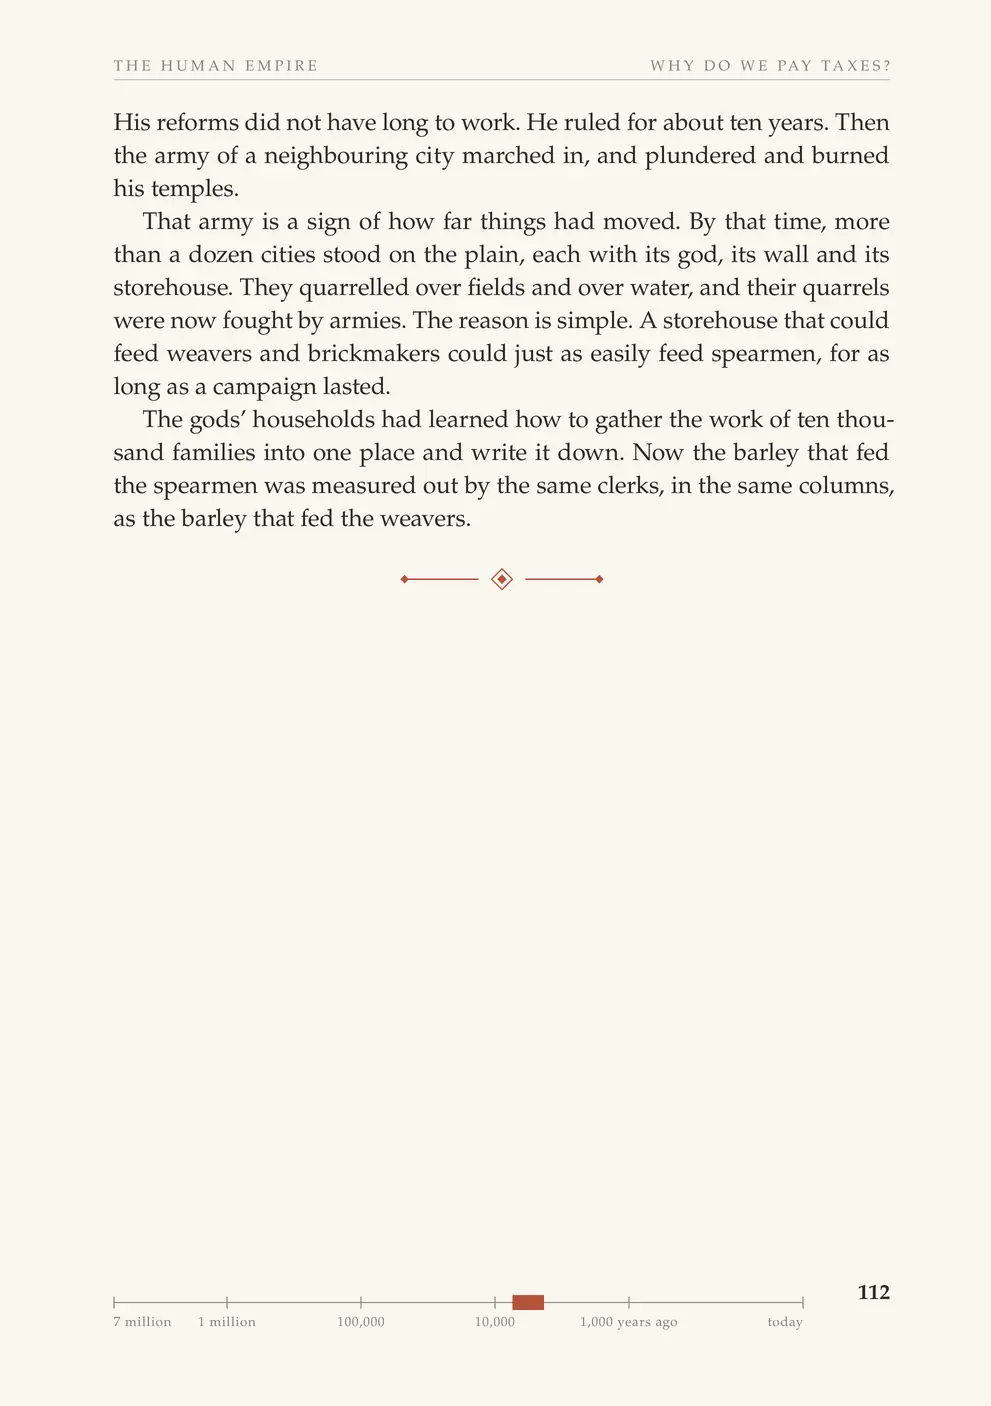 THE HUMAN EMPIRE
WHY DO WE PAY TAXES?
His reforms did not have long to work. He ruled for about ten years. Then
the army of a neighbouring city marched in, and plundered and burned
his temples.
That army is a sign of how far things had moved. By that time, more
than a dozen cities stood on the plain, each with its god, its wall and its
storehouse. They quarrelled over fields and over water, and their quarrels
were now fought by armies. The reason is simple. A storehouse that could
feed weavers and brickmakers could just as easily feed spearmen, for as
long as a campaign lasted.
The gods’ households had learned how to gather the work of ten thou-
sand families into one place and write it down. Now the barley that fed
the spearmen was measured out by the same clerks, in the same columns,
as the barley that fed the weavers.
112
7 million
1 million
100,000
10,000
1,000 years ago
today